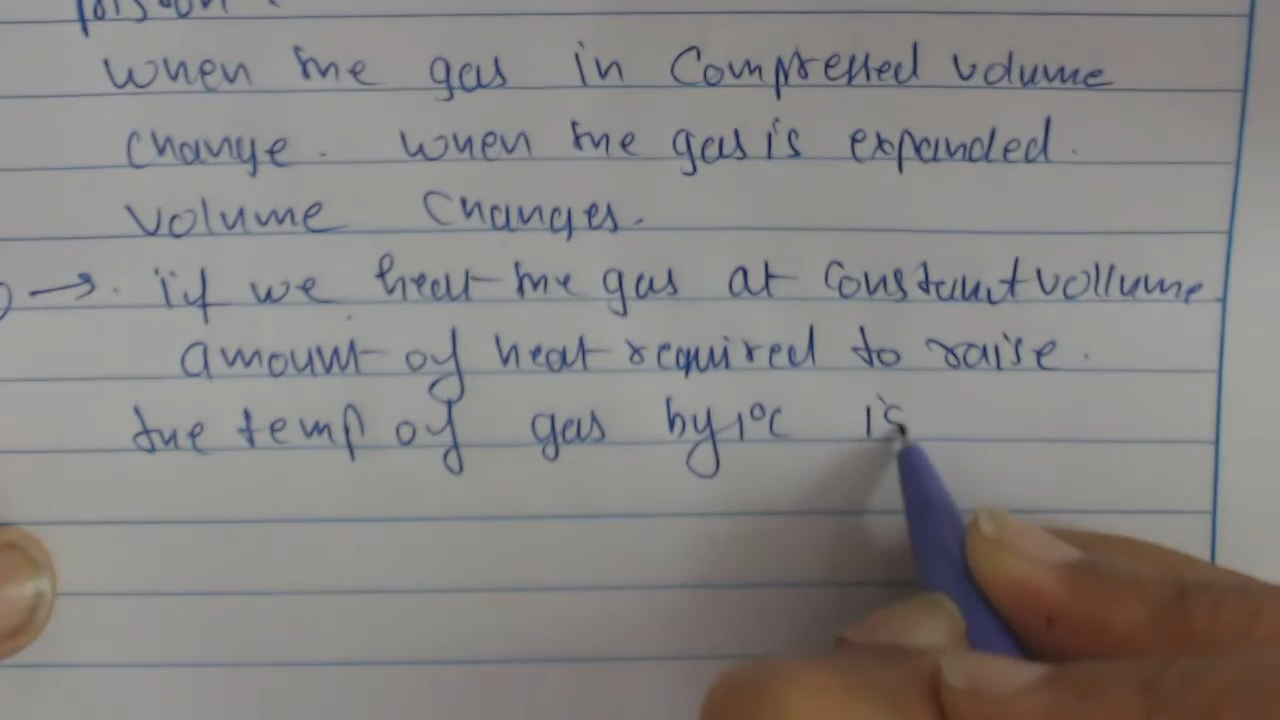 when the gas in Compressed volume
change. when the gas is expanded.
volume changes.
→. if we heat the gas at constant vollume
amount of heat required to raise.
the temp of gas by 1°C is